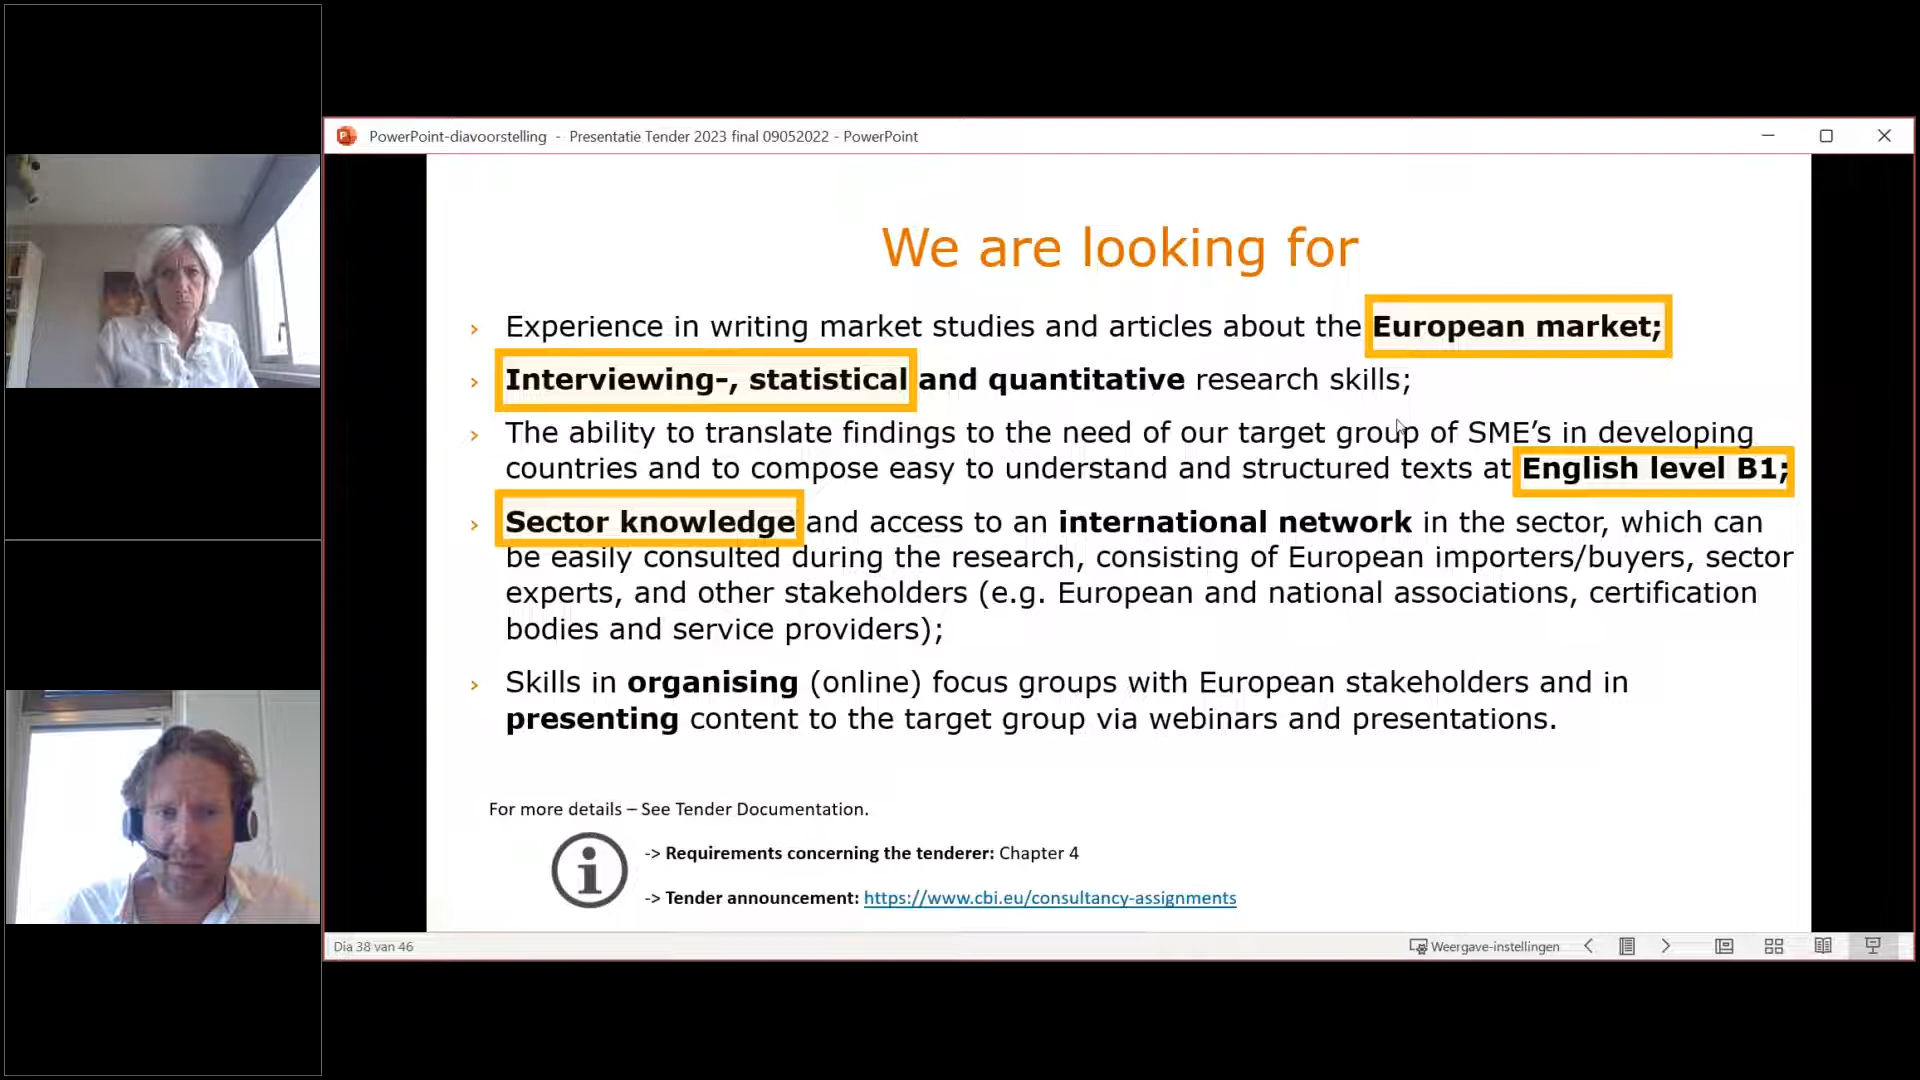 PowerPoint-diavoorstelling - Presentatie Tender 2023 final 09052022 - PowerPoint
We are looking for
› Experience in writing market studies and articles about the European market;
› Interviewing-, statistical and quantitative research skills;
› The ability to translate findings to the need of our target group of SME’s in developing
countries and to compose easy to understand and structured texts at English level B1;
› Sector knowledge and access to an international network in the sector, which can
be easily consulted during the research, consisting of European importers/buyers, sector
experts, and other stakeholders (e.g. European and national associations, certification
bodies and service providers);
› Skills in organising (online) focus groups with European stakeholders and in
presenting content to the target group via webinars and presentations.
For more details – See Tender Documentation.
-> Requirements concerning the tenderer: Chapter 4
-> Tender announcement: https://www.cbi.eu/consultancy-assignments
Dia 38 van 46
Weergave-instellingen